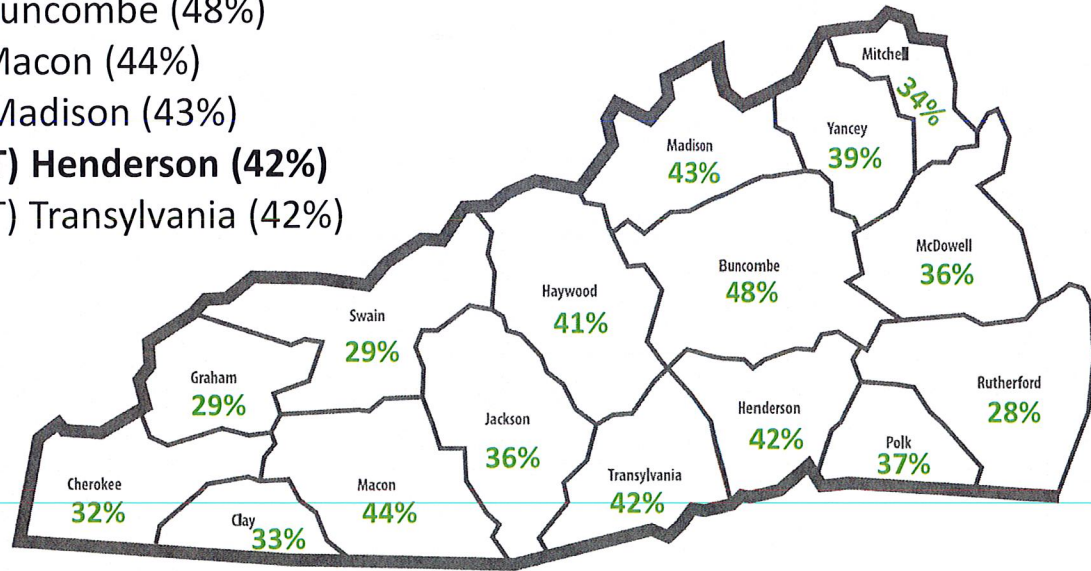 uncombe (48%)
Macon (44%)
Madison (43%)
T) Henderson (42%)
T) Transylvania (42%)
Mitchell
34%
Yancey
39%
Madison
43%
McDowell
36%
Buncombe
48%
Haywood
41%
Swain
29%
Graham
29%
Rutherford
28%
Henderson
42%
Jackson
36%
Polk
37%
Transylvania
42%
Cherokee
32%
Macon
44%
Clay
33%